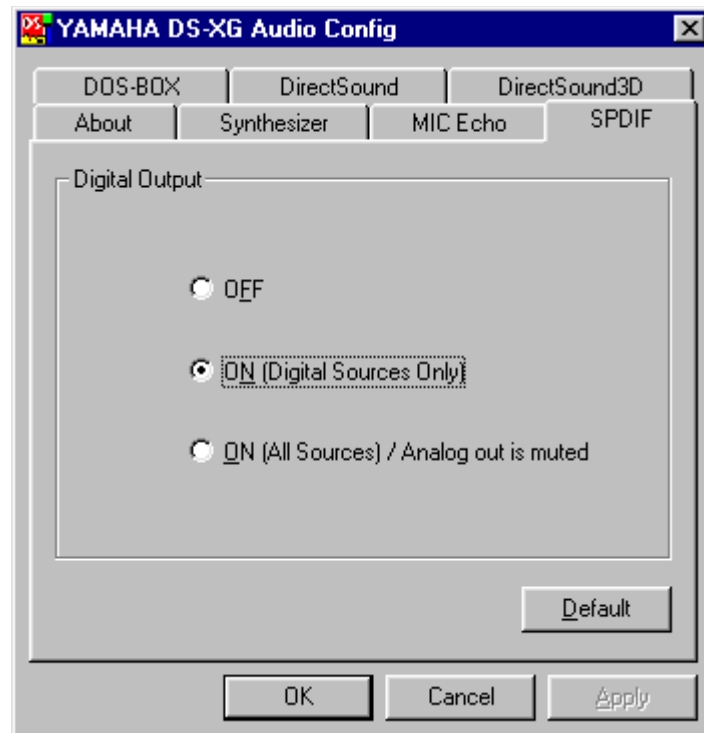 YAMAHA DS-XG Audio Config
DOS-BOX DirectSound DirectSound3D
About Synthesizer MIC Echo SPDIF
Digital Output
OFF
ON (Digital Sources Only)
ON (All Sources) / Analog out is muted
Default
OK Cancel Apply